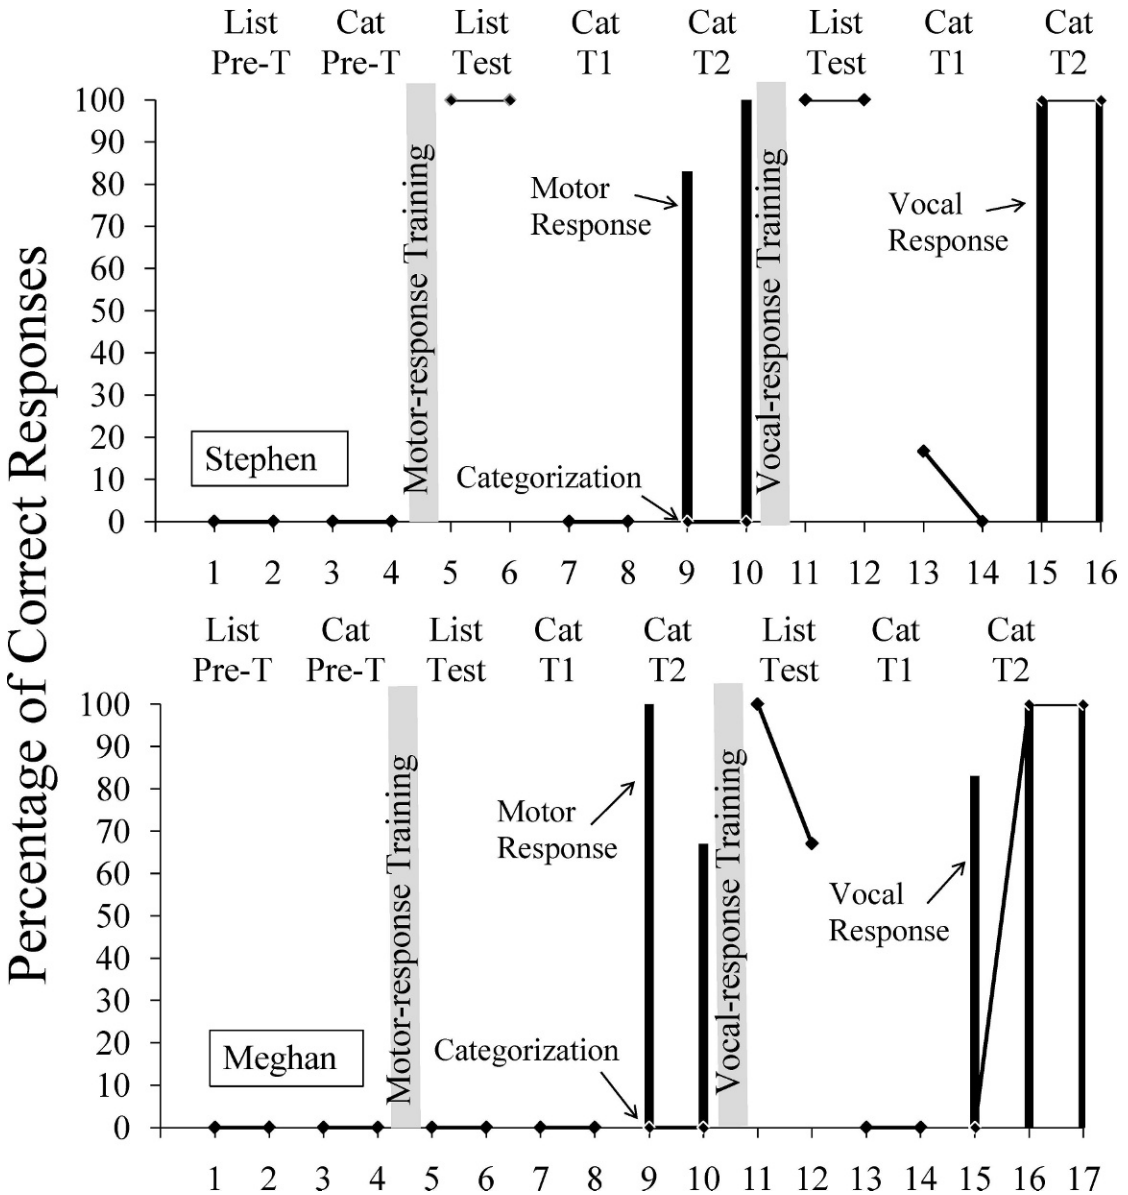 List Cat List Cat Cat List Cat Cat
Pre-T Pre-T Test T1 T2 Test T1 T2
Percentage of Correct Responses
100
90
80
70
60
50
40
30
20
10
0
Motor-response Training
Motor
Response
Vocal-response Training
Vocal
Response
Stephen
Categorization
1 2 3 4 5 6 7 8 9 10 11 12 13 14 15 16
List Cat List Cat Cat List Cat Cat
Pre-T Pre-T Test T1 T2 Test T1 T2
100
90
80
70
60
50
40
30
20
10
0
Motor-response Training
Motor
Response
Vocal-response Training
Vocal
Response
Meghan
Categorization
1 2 3 4 5 6 7 8 9 10 11 12 13 14 15 16 17